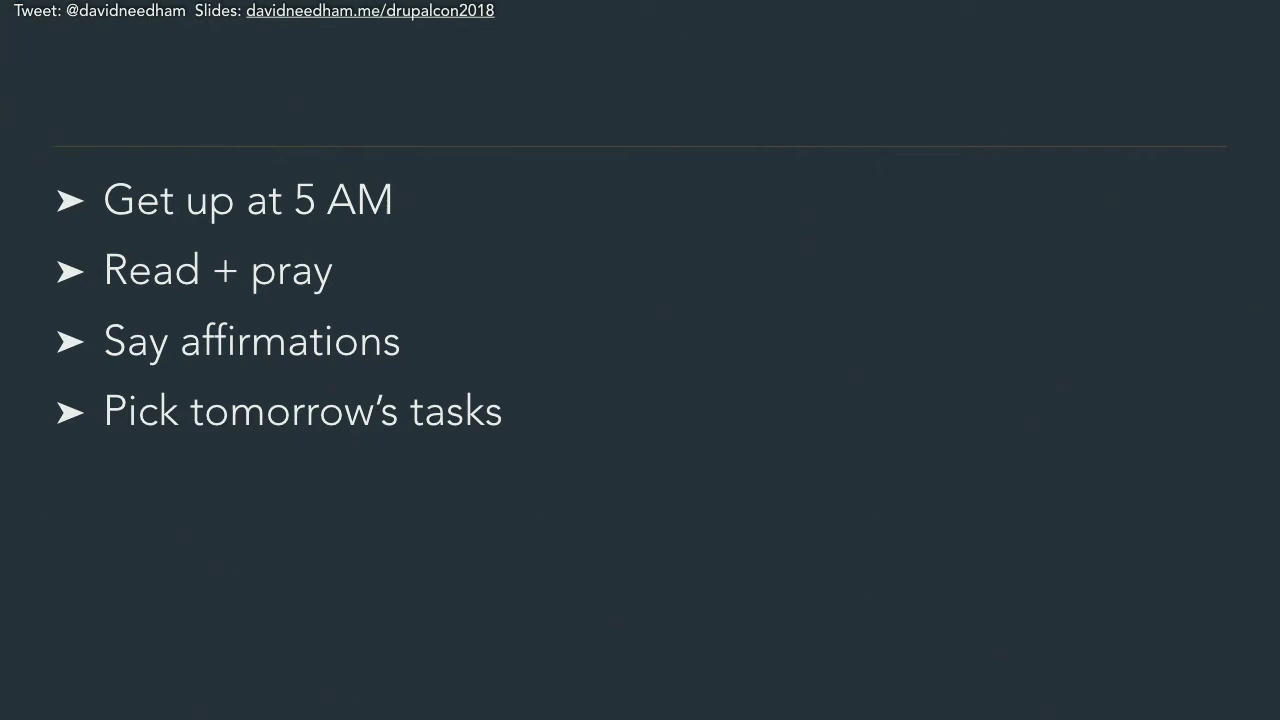 Tweet: @davidneedham Slides: davidneedham.me/drupalcon2018
➤ Get up at 5 AM
➤ Read + pray
➤ Say affirmations
➤ Pick tomorrow’s tasks